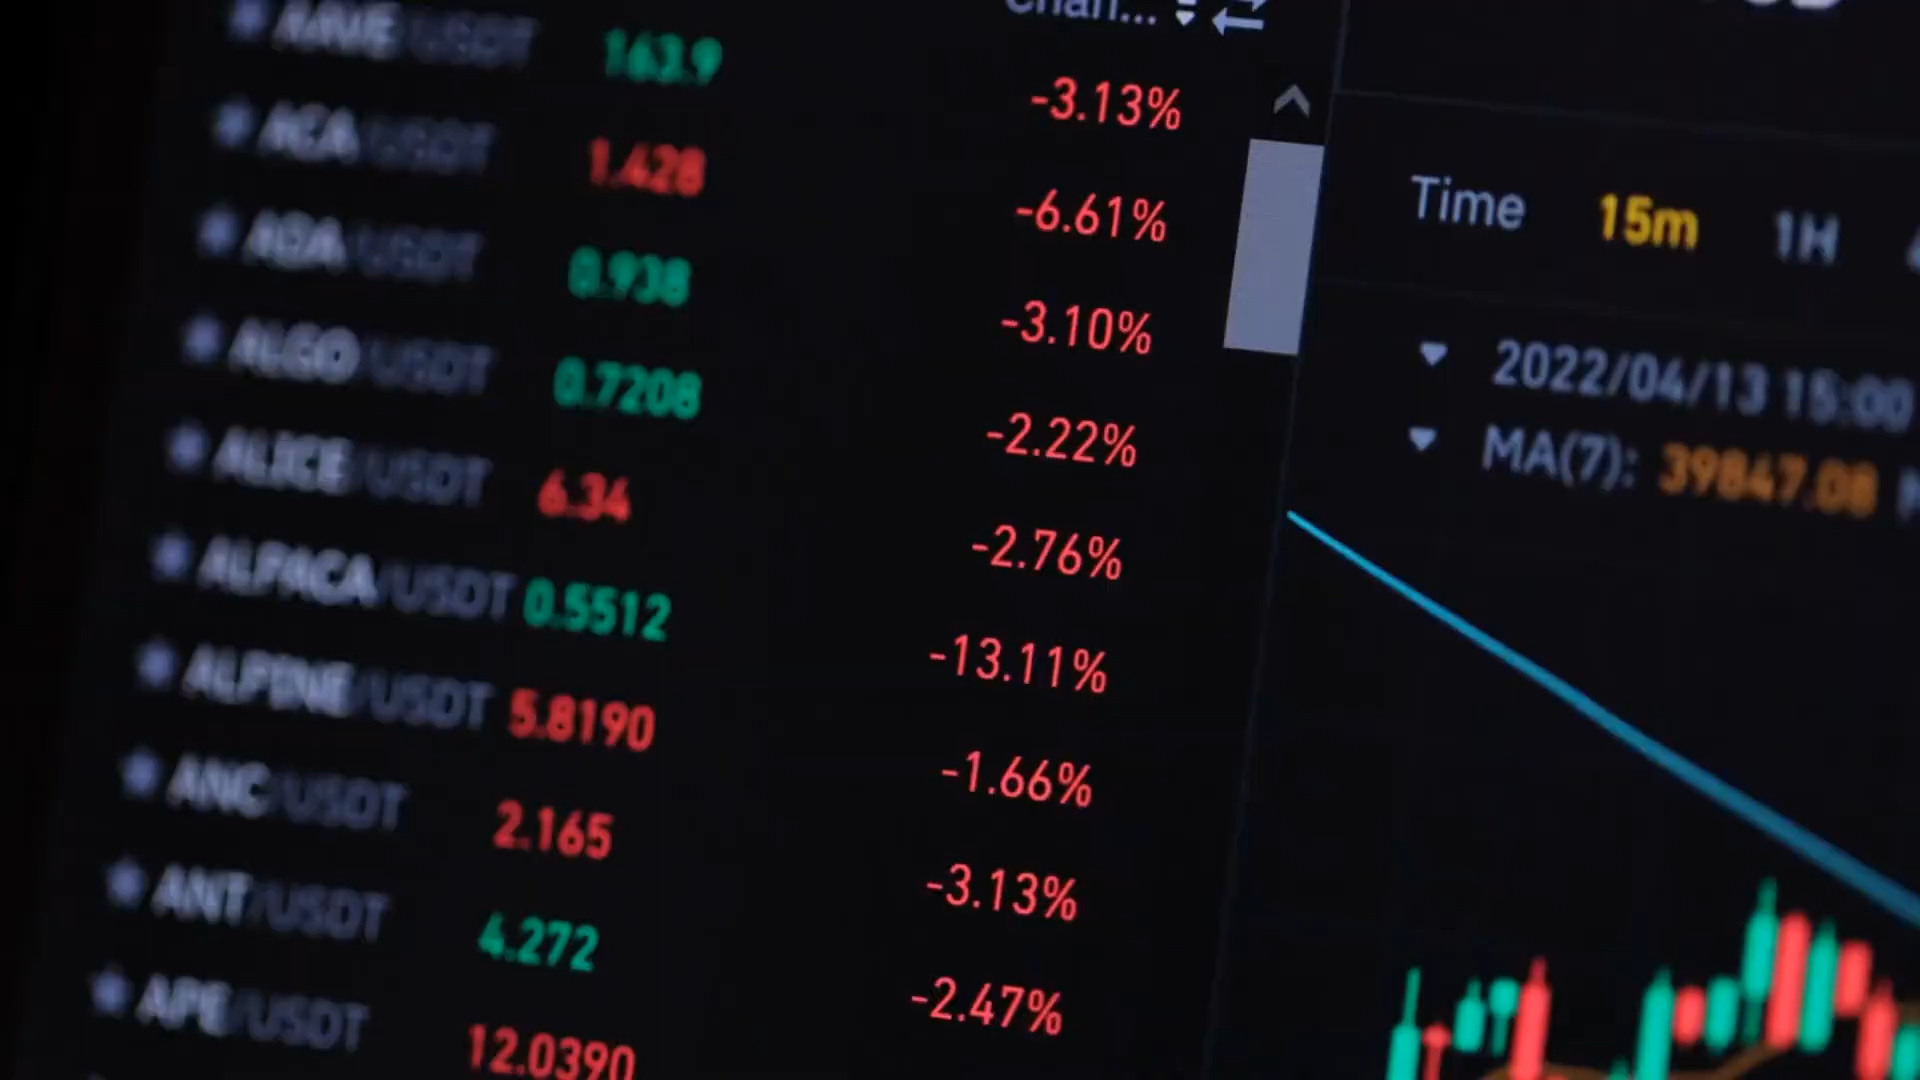 Chan...
AAVE/USDT 163.9 -3.13%
ACA/USDT 1.428 -6.61%
ADA/USDT 0.938 -3.10%
ALGO/USDT 0.7208 -2.22%
ALICE/USDT 6.34 -2.76%
ALPACA/USDT 0.5512 -13.11%
ALPINE/USDT 5.8190 -1.66%
ANC/USDT 2.165 -3.13%
ANT/USDT 4.272 -2.47%
APE/USDT 12.0390
Time 15m 1H
2022/04/13 15:00
MA(7): 39847.08